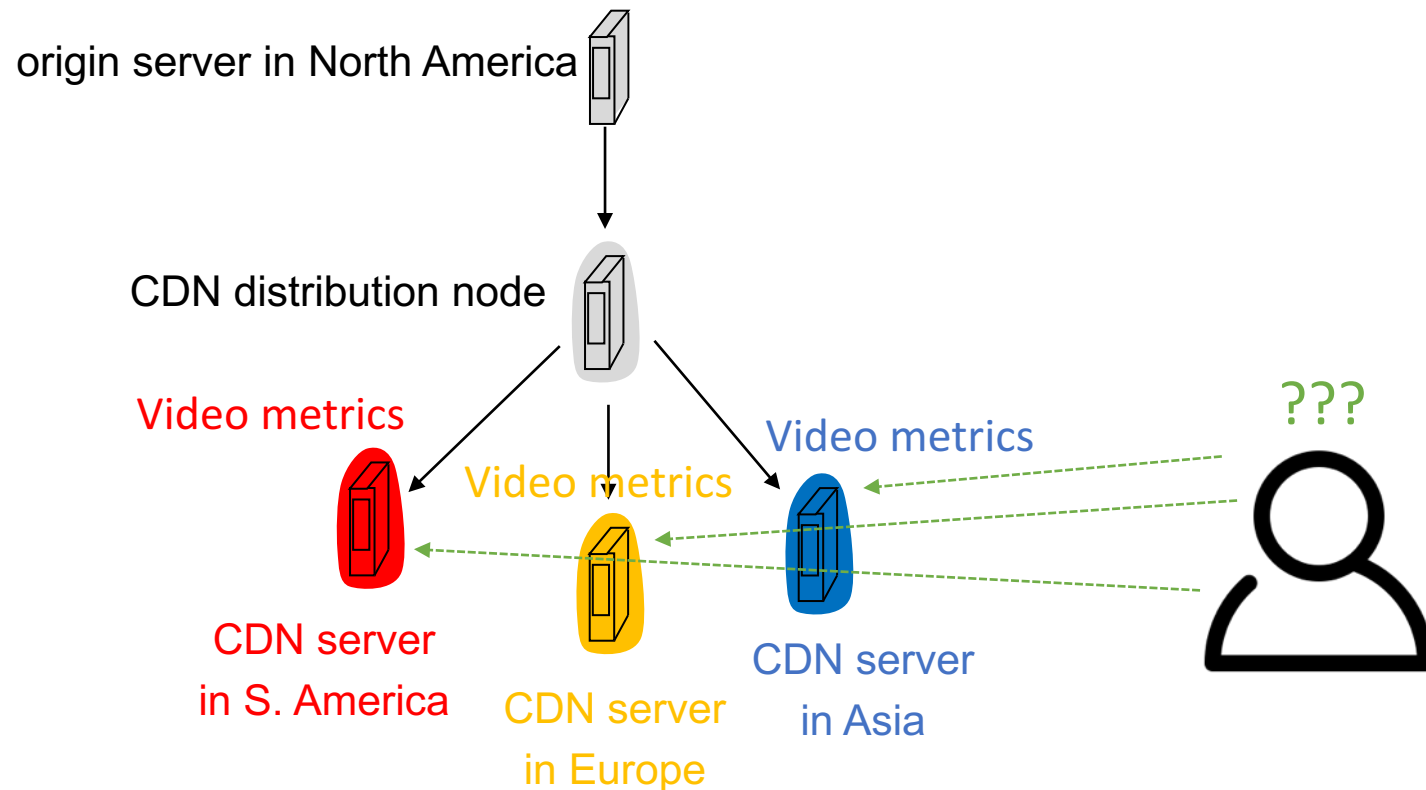 origin server in North America
CDN distribution node
Video metrics
Video metrics
Video metrics
???
CDN server
in S. America
CDN server
in Europe
CDN server
in Asia